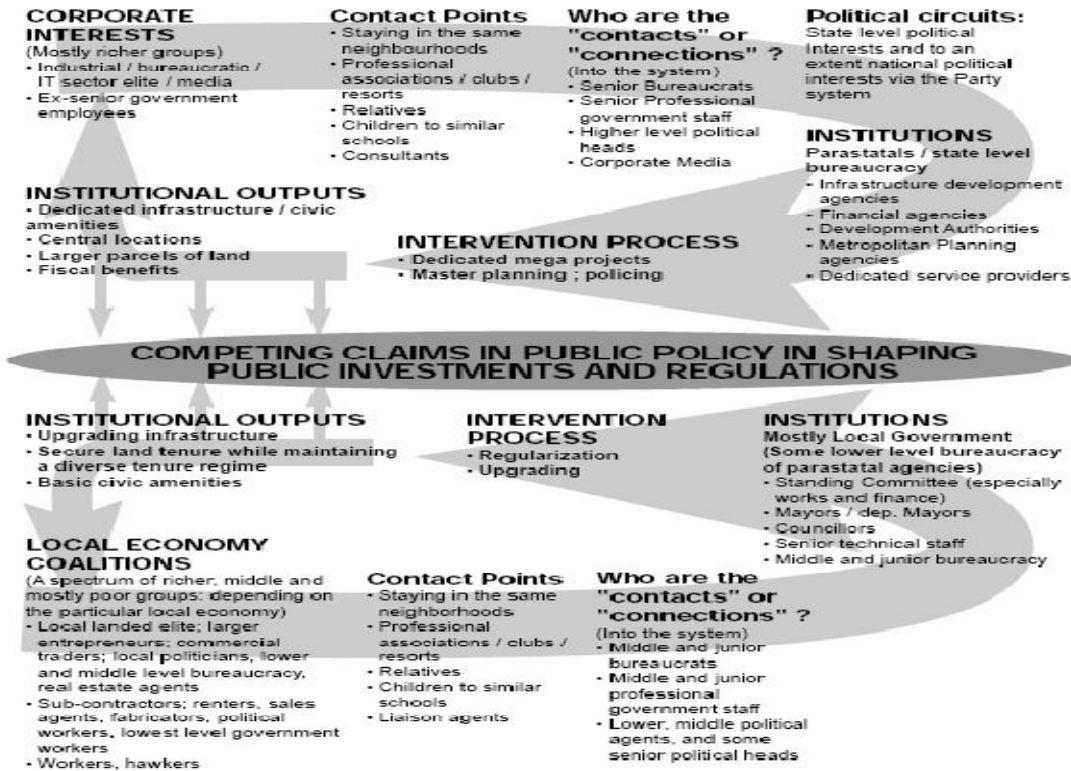 CORPORATE
INTERESTS
(Mostly richer groups)
• Industrial / bureaucratic /
IT sector elite / media
• Ex-senior government
employees
Contact Points
• Staying in the same
neighbourhoods
• Professional
associations / clubs /
resorts
• Relatives
• Children to similar
schools
• Consultants
Who are the
"contacts" or
"connections" ?
(Into the system)
• Senior Bureaucrats
• Senior Professional
government staff
• Higher level political
heads
• Corporate Media
Political circuits:
State level political
Interests and to an
extent national political
interests via the Party
system
INSTITUTIONS
Parastatals / state level
bureaucracy
• Infrastructure development
agencies
• Financial agencies
• Development Authorities
• Metropolitan Planning
agencies
• Dedicated service providers
INSTITUTIONAL OUTPUTS
• Dedicated infrastructure / civic
amenities
• Central locations
• Larger parcels of land
• Fiscal benefits
INTERVENTION PROCESS
• Dedicated mega projects
• Master planning ; policing
COMPETING CLAIMS IN PUBLIC POLICY IN SHAPING
PUBLIC INVESTMENTS AND REGULATIONS
INSTITUTIONAL OUTPUTS
• Upgrading infrastructure
• Secure land tenure while maintaining
a diverse tenure regime
• Basic civic amenities
INTERVENTION
PROCESS
• Regularization
• Upgrading
INSTITUTIONS
Mostly Local Government
(Some lower level bureaucracy
of parastatal agencies)
• Standing Committee (especially
works and finance)
• Mayors / dep. Mayors
• Councillors
• Senior technical staff
• Middle and junior bureaucracy
LOCAL ECONOMY
COALITIONS
(A spectrum of richer, middle and
mostly poor groups: depending on
the particular local economy)
• Local landed elite; larger
entrepreneurs; commercial
traders; local politicians, lower
and middle level bureaucracy,
real estate agents
• Sub-contractors; renters, sales
agents, fabricators, political
workers, lowest level government
workers
• Workers, hawkers
Contact Points
• Staying in the same
neighborhoods
• Professional
associations / clubs /
resorts
• Relatives
• Children to similar
schools
• Liaison agents
Who are the
"contacts" or
"connections" ?
(Into the system)
• Middle and junior
bureaucrats
• Middle and junior
professional
government staff
• Lower, middle political
agents, and some
senior political heads